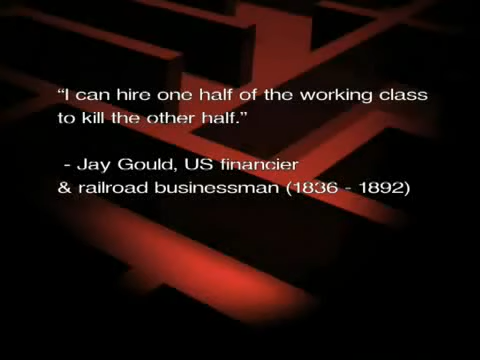 “I can hire one half of the working class
to kill the other half.”
- Jay Gould, US financier
& railroad businessman (1836 - 1892)